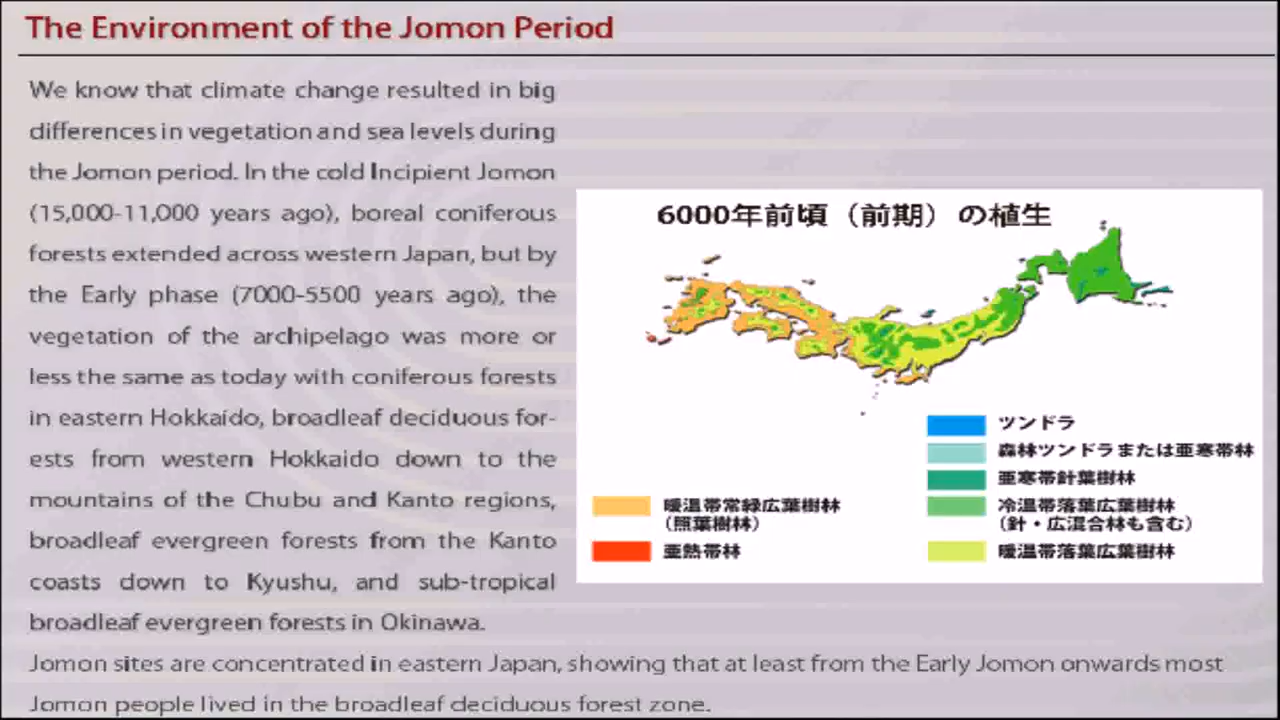 The Environment of the Jomon Period
We know that climate change resulted in big
differences in vegetation and sea levels during
the Jomon period. In the cold Incipient Jomon
(15,000-11,000 years ago), boreal coniferous
forests extended across western Japan, but by
the Early phase (7000-5500 years ago), the
vegetation of the archipelago was more or
less the same as today with coniferous forests
in eastern Hokkaido, broadleaf deciduous for-
ests from western Hokkaido down to the
mountains of the Chubu and Kanto regions,
broadleaf evergreen forests from the Kanto
coasts down to Kyushu, and sub-tropical
broadleaf evergreen forests in Okinawa.
Jomon sites are concentrated in eastern Japan, showing that at least from the Early Jomon onwards most
Jomon people lived in the broadleaf deciduous forest zone.
6000年前頃（前期）の植生
ツンドラ
森林ツンドラまたは亜寒帯林
亜寒帯針葉樹林
冷温帯落葉広葉樹林
（針・広混合林も含む）
暖温帯落葉広葉樹林
暖温帯常緑広葉樹林
（照葉樹林）
亜熱帯林